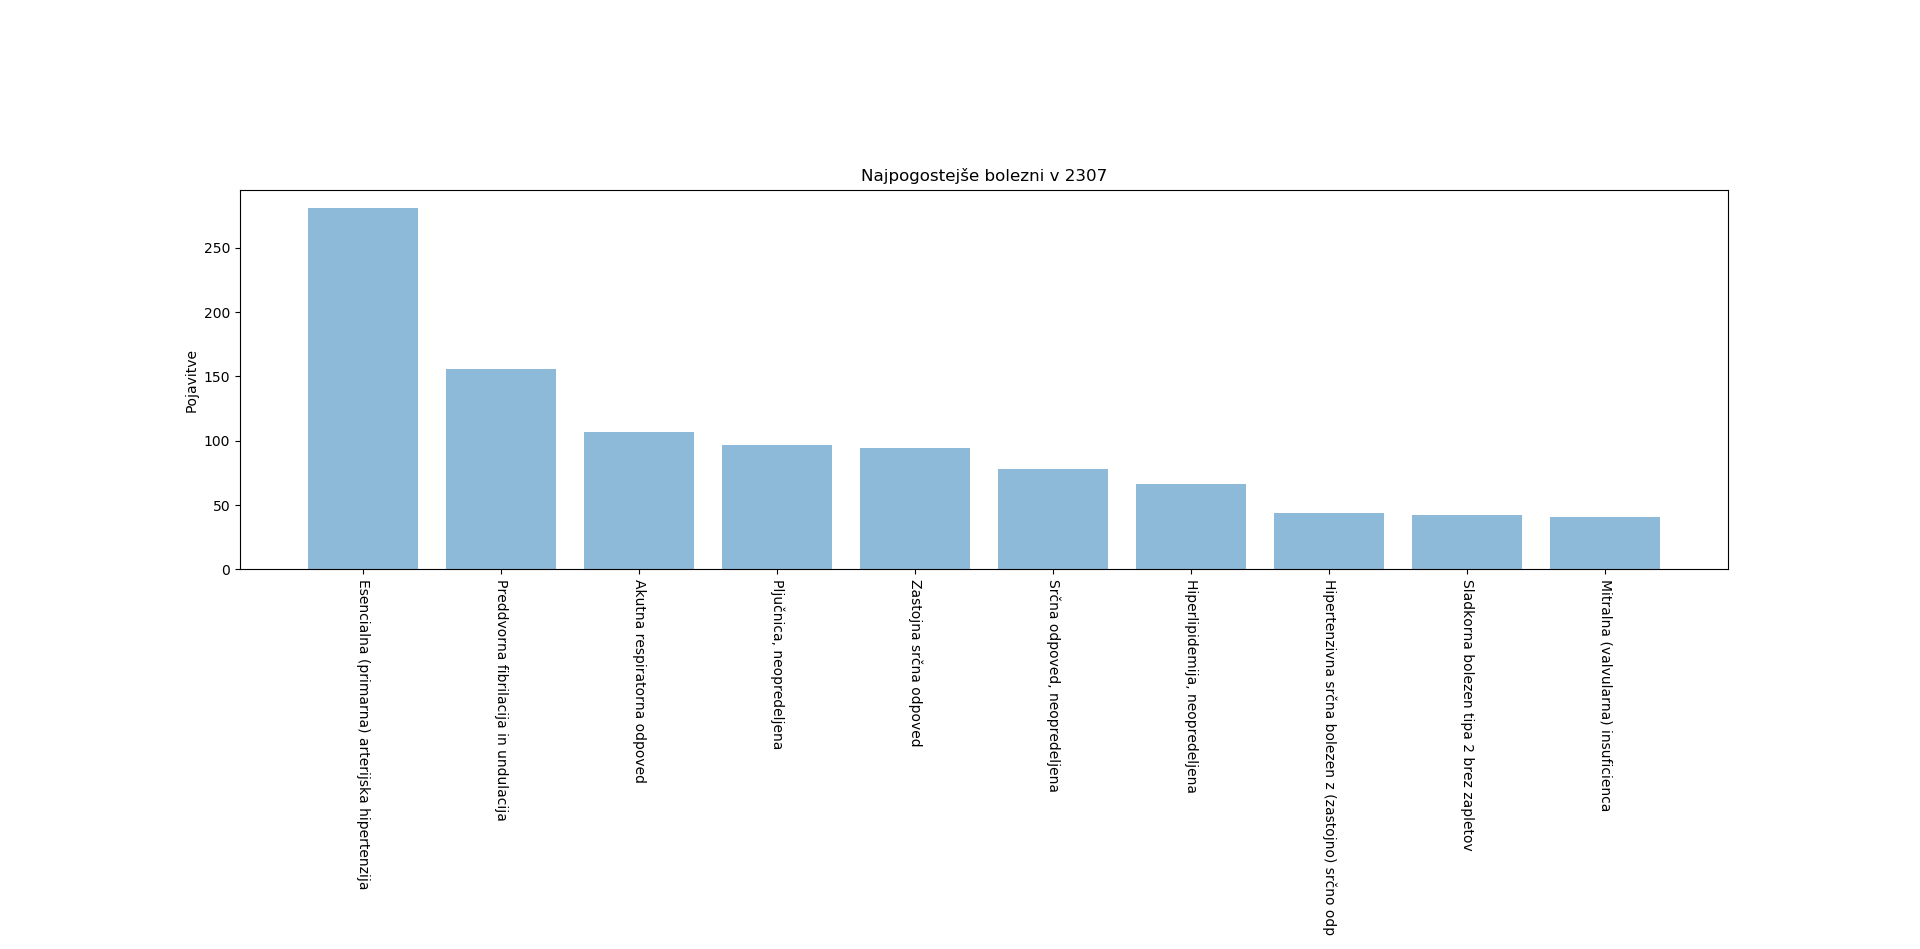 Najpogostejše bolezni v 2307
Pojavitve
250
200
150
100
50
0
Esencialna (primarna) arterijska hipertenzija
Preddvorna fibrilacija in undulacija
Akutna respiratorna odpoved
Pljučnica, neopredeljena
Zastojna srčna odpoved
Srčna odpoved, neopredeljena
Hiperlipidemija, neopredeljena
Hipertenzivna srčna bolezen z (zastojno) srčno odp
Sladkorna bolezen tipa 2 brez zapletov
Mitralna (valvularna) insuficienca